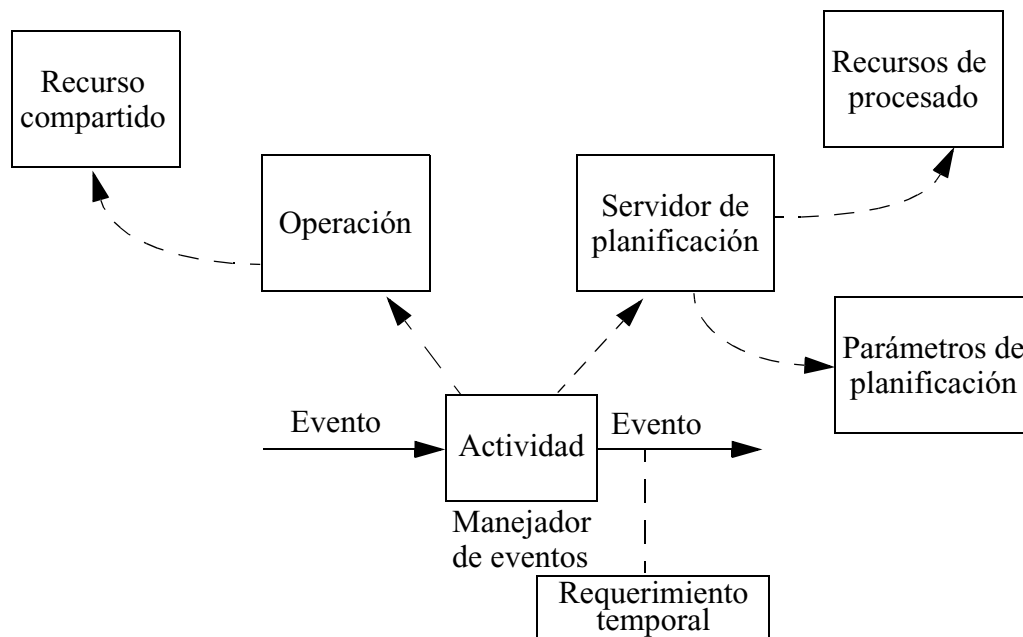 Recurso
compartido
Recursos de
procesado
Operación
Servidor de
planificación
Parámetros de
planificación
Evento
Actividad
Evento
Manejador
de eventos
Requerimiento
temporal